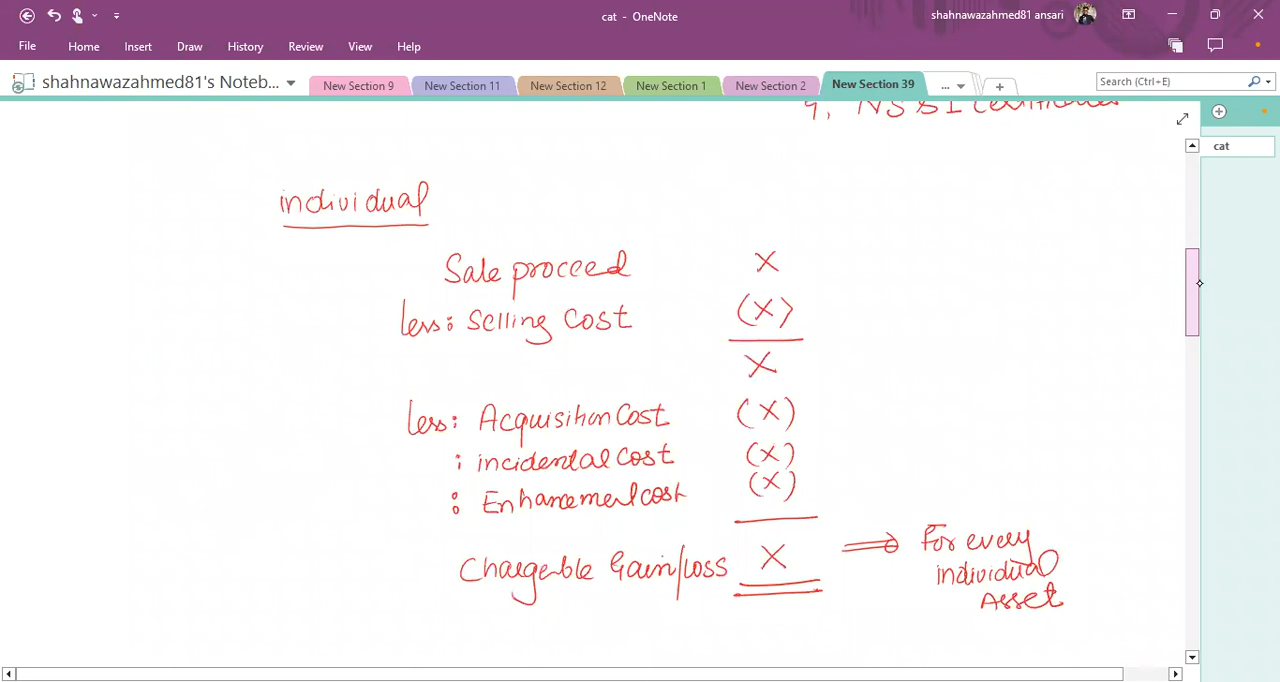 cat - OneNote
shahnawazahmed81 ansari
File Home Insert Draw History Review View Help
shahnawazahmed81's Noteb... New Section 9 New Section 11 New Section 12 New Section 1 New Section 2 New Section 39 ... Search (Ctrl+E)
cat
individual
Sale proceed X
less: Selling Cost (X)
X
less: Acquisition Cost (X)
: incidental Cost (X)
: Enhancement cost (X)
Chargeable Gain/Loss X ⇒ For every
individual
Asset